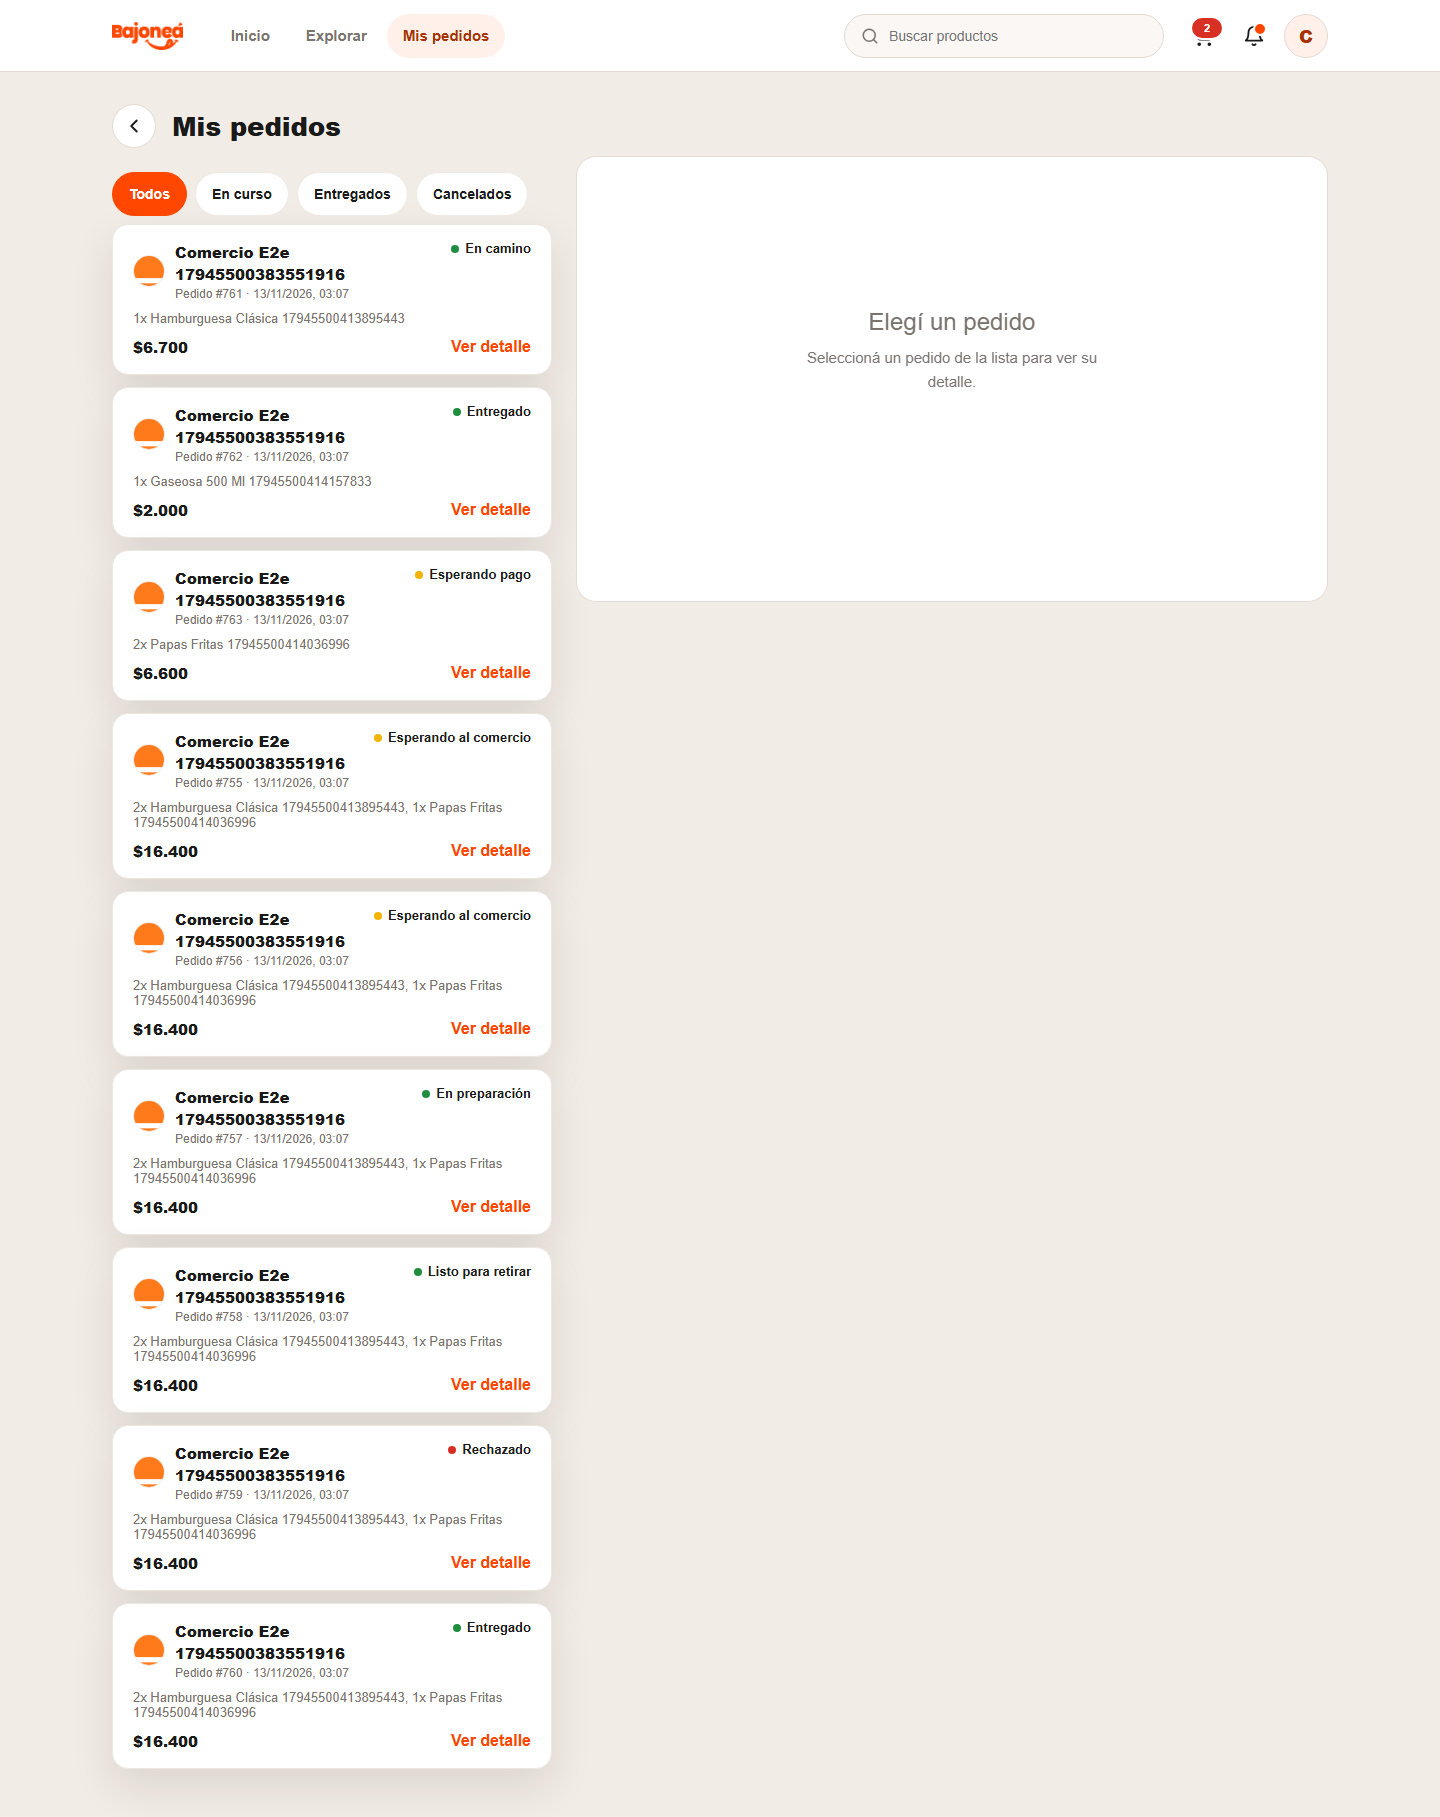 Bajoneá
Inicio
Explorar
Mis pedidos
Buscar productos
2
C
Mis pedidos
Todos
En curso
Entregados
Cancelados
Comercio E2e
17945500383551916
En camino
Pedido #761 · 13/11/2026, 03:07
1x Hamburguesa Clásica 17945500413895443
$6.700
Ver detalle
Comercio E2e
17945500383551916
Entregado
Pedido #762 · 13/11/2026, 03:07
1x Gaseosa 500 Ml 17945500414157833
$2.000
Ver detalle
Comercio E2e
17945500383551916
Esperando pago
Pedido #763 · 13/11/2026, 03:07
2x Papas Fritas 17945500414036996
$6.600
Ver detalle
Comercio E2e
17945500383551916
Esperando al comercio
Pedido #755 · 13/11/2026, 03:07
2x Hamburguesa Clásica 17945500413895443, 1x Papas Fritas
17945500414036996
$16.400
Ver detalle
Comercio E2e
17945500383551916
Esperando al comercio
Pedido #756 · 13/11/2026, 03:07
2x Hamburguesa Clásica 17945500413895443, 1x Papas Fritas
17945500414036996
$16.400
Ver detalle
Comercio E2e
17945500383551916
En preparación
Pedido #757 · 13/11/2026, 03:07
2x Hamburguesa Clásica 17945500413895443, 1x Papas Fritas
17945500414036996
$16.400
Ver detalle
Comercio E2e
17945500383551916
Listo para retirar
Pedido #758 · 13/11/2026, 03:07
2x Hamburguesa Clásica 17945500413895443, 1x Papas Fritas
17945500414036996
$16.400
Ver detalle
Comercio E2e
17945500383551916
Rechazado
Pedido #759 · 13/11/2026, 03:07
2x Hamburguesa Clásica 17945500413895443, 1x Papas Fritas
17945500414036996
$16.400
Ver detalle
Comercio E2e
17945500383551916
Entregado
Pedido #760 · 13/11/2026, 03:07
2x Hamburguesa Clásica 17945500413895443, 1x Papas Fritas
17945500414036996
$16.400
Ver detalle
Elegí un pedido
Seleccioná un pedido de la lista para ver su
detalle.